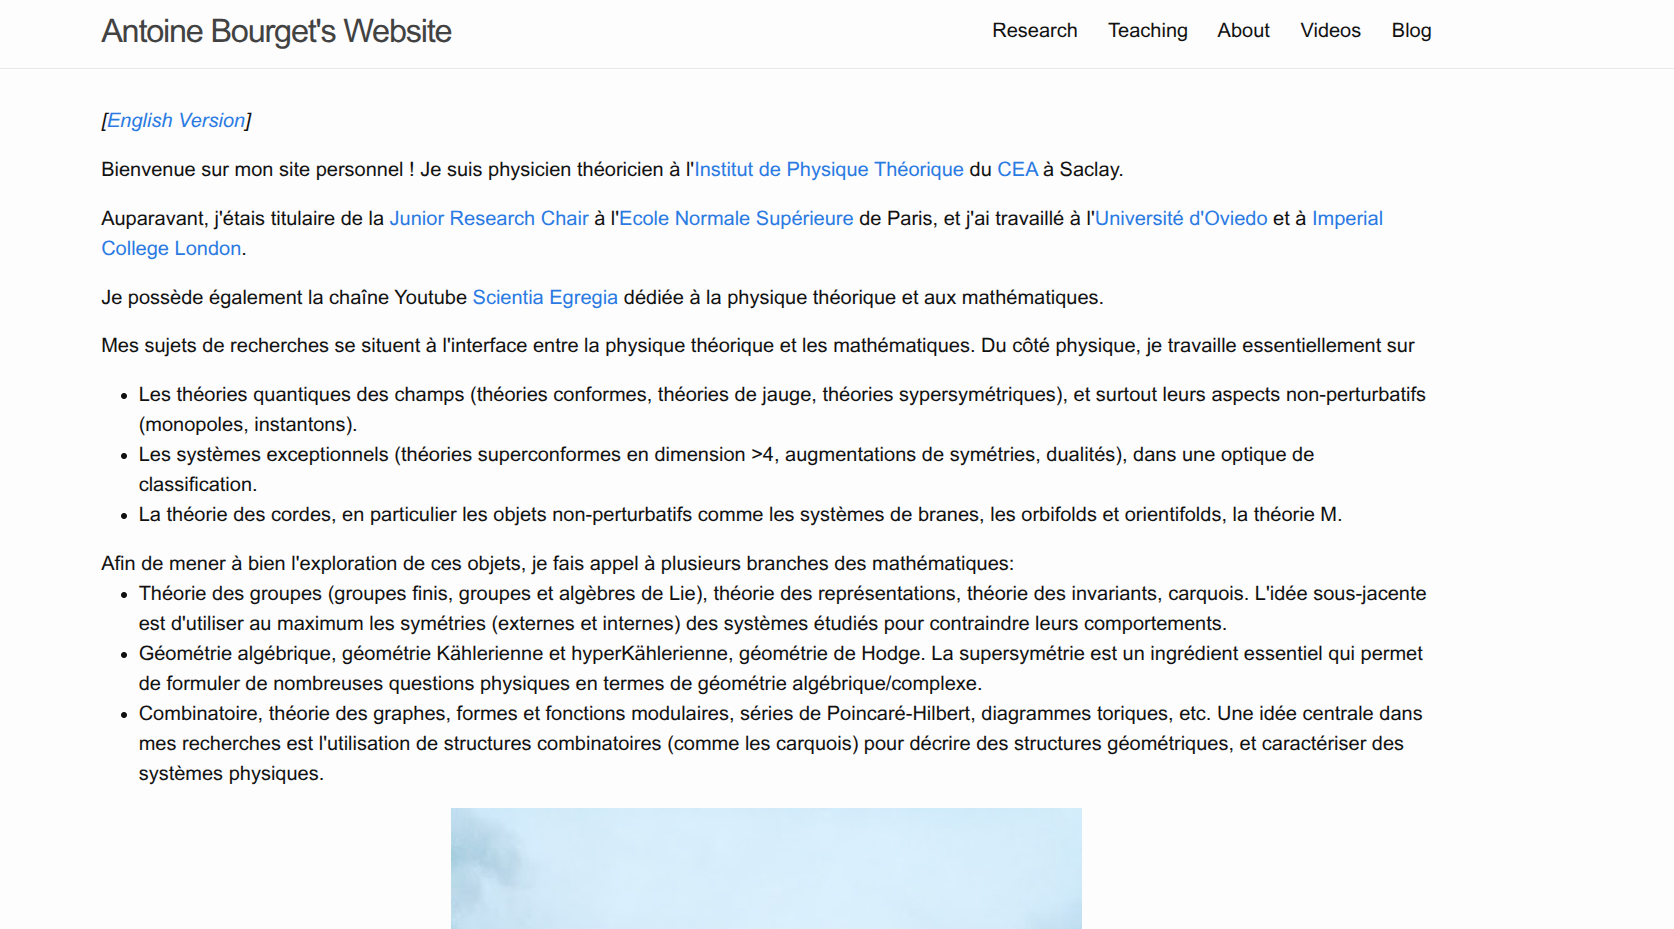 Antoine Bourget's Website
Research Teaching About Videos Blog
[English Version]
Bienvenue sur mon site personnel ! Je suis physicien théoricien à l'Institut de Physique Théorique du CEA à Saclay.
Auparavant, j'étais titulaire de la Junior Research Chair à l'Ecole Normale Supérieure de Paris, et j'ai travaillé à l'Université d'Oviedo et à Imperial
College London.
Je possède également la chaîne Youtube Scientia Egregia dédiée à la physique théorique et aux mathématiques.
Mes sujets de recherches se situent à l'interface entre la physique théorique et les mathématiques. Du côté physique, je travaille essentiellement sur
• Les théories quantiques des champs (théories conformes, théories de jauge, théories sypersymétriques), et surtout leurs aspects non-perturbatifs
(monopoles, instantons).
• Les systèmes exceptionnels (théories superconformes en dimension >4, augmentations de symétries, dualités), dans une optique de
classification.
• La théorie des cordes, en particulier les objets non-perturbatifs comme les systèmes de branes, les orbifolds et orientifolds, la théorie M.
Afin de mener à bien l'exploration de ces objets, je fais appel à plusieurs branches des mathématiques:
• Théorie des groupes (groupes finis, groupes et algèbres de Lie), théorie des représentations, théorie des invariants, carquois. L'idée sous-jacente
est d'utiliser au maximum les symétries (externes et internes) des systèmes étudiés pour contraindre leurs comportements.
• Géométrie algébrique, géométrie Kählerienne et hyperKählerienne, géométrie de Hodge. La supersymétrie est un ingrédient essentiel qui permet
de formuler de nombreuses questions physiques en termes de géométrie algébrique/complexe.
• Combinatoire, théorie des graphes, formes et fonctions modulaires, séries de Poincaré-Hilbert, diagrammes toriques, etc. Une idée centrale dans
mes recherches est l'utilisation de structures combinatoires (comme les carquois) pour décrire des structures géométriques, et caractériser des
systèmes physiques.